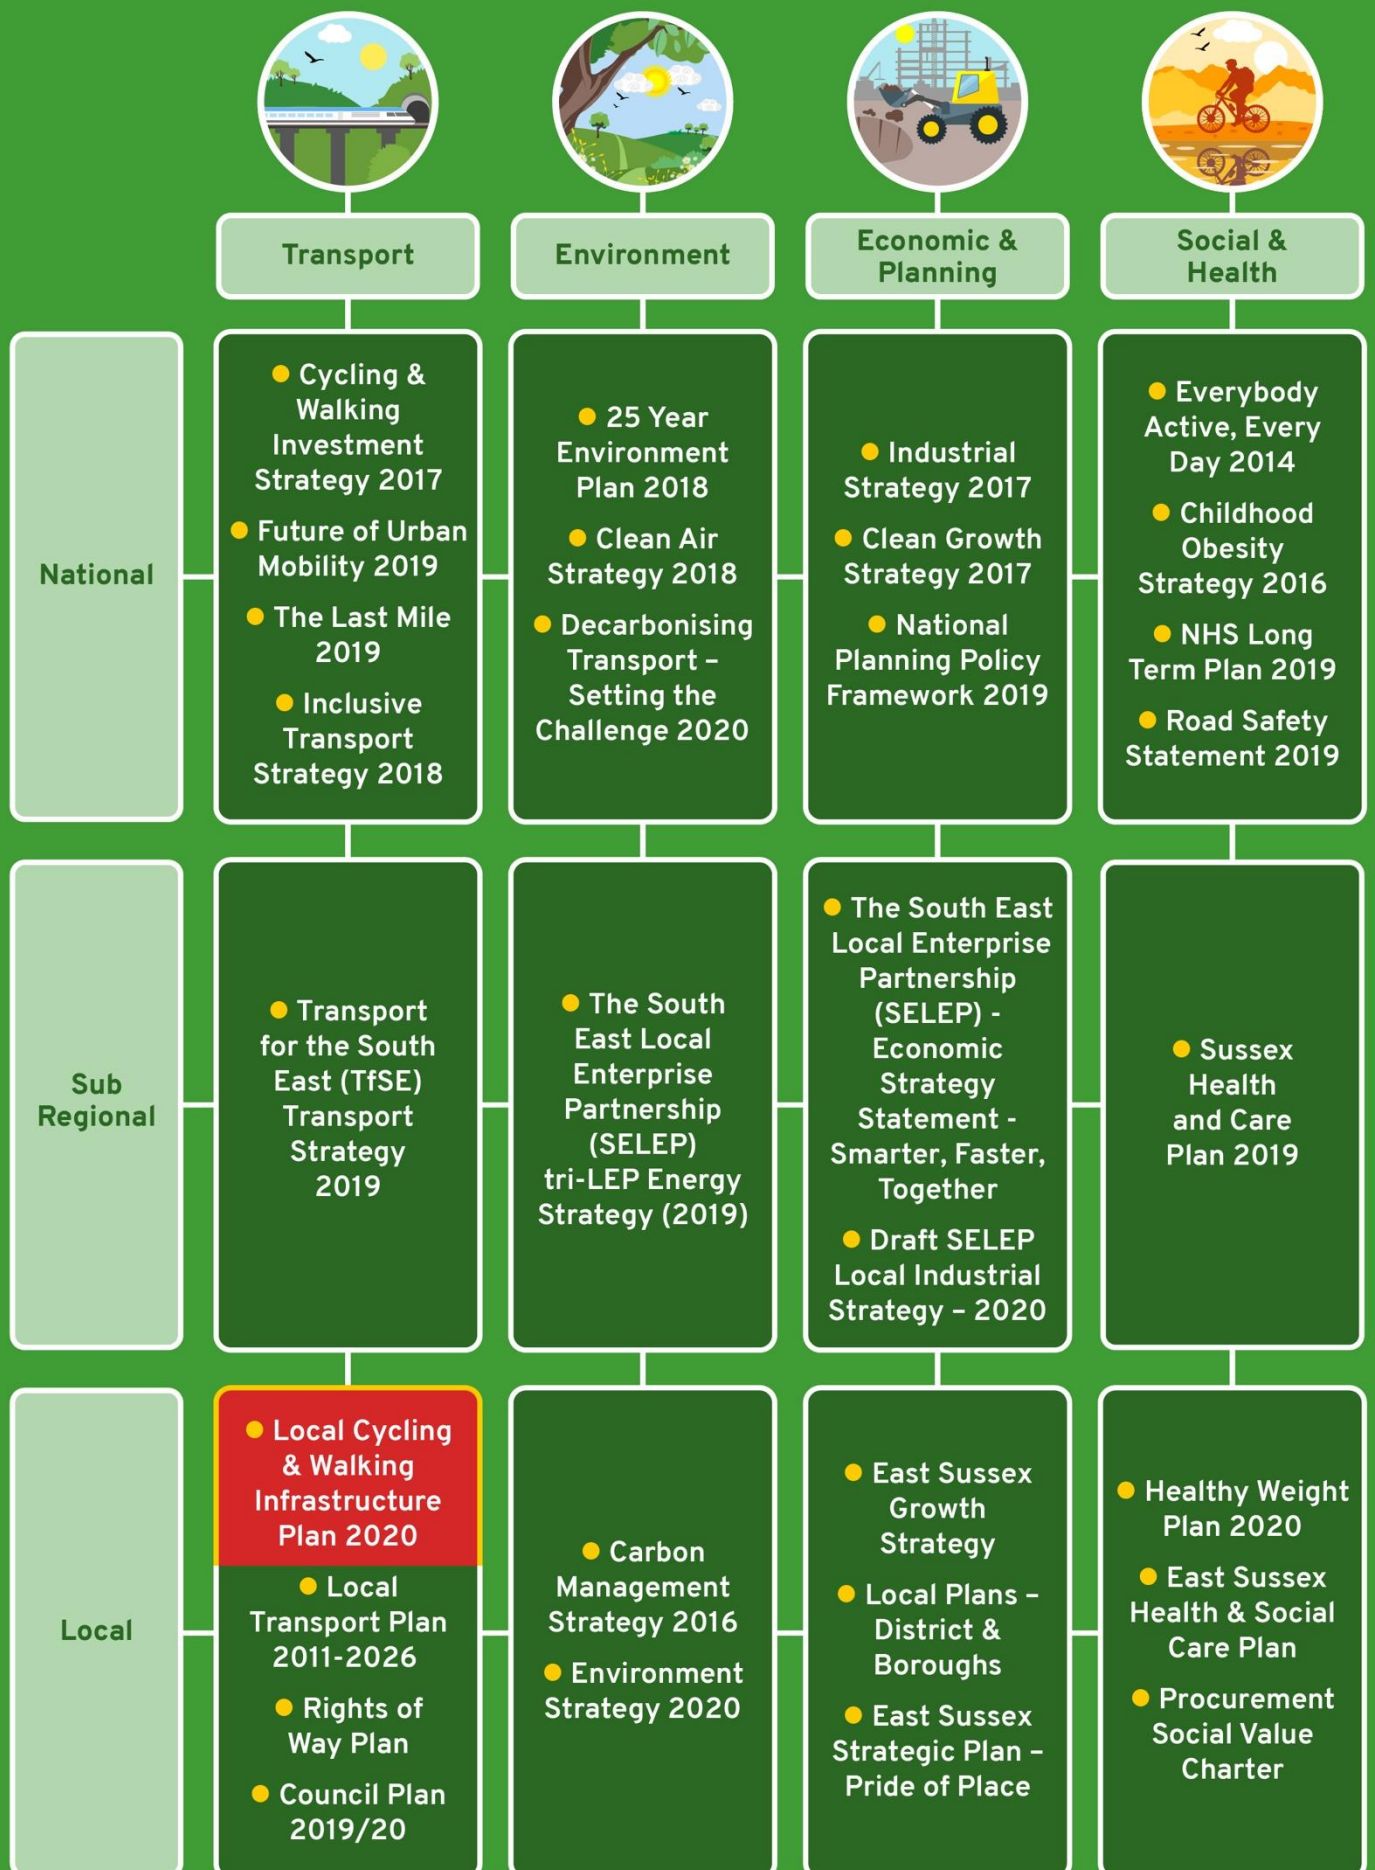 Transport
Environment
Economic &
Planning
Social &
Health
National
● Cycling &
Walking
Investment
Strategy 2017
● Future of Urban
Mobility 2019
● The Last Mile
2019
● Inclusive
Transport
Strategy 2018
● 25 Year
Environment
Plan 2018
● Clean Air
Strategy 2018
● Decarbonising
Transport –
Setting the
Challenge 2020
● Industrial
Strategy 2017
● Clean Growth
Strategy 2017
● National
Planning Policy
Framework 2019
● Everybody
Active, Every
Day 2014
● Childhood
Obesity
Strategy 2016
● NHS Long
Term Plan 2019
● Road Safety
Statement 2019
Sub
Regional
● Transport
for the South
East (TfSE)
Transport
Strategy
2019
● The South
East Local
Enterprise
Partnership
(SELEP)
tri-LEP Energy
Strategy (2019)
● The South East
Local Enterprise
Partnership
(SELEP) -
Economic
Strategy
Statement -
Smarter, Faster,
Together
● Draft SELEP
Local Industrial
Strategy – 2020
● Sussex
Health
and Care
Plan 2019
Local
● Local Cycling
& Walking
Infrastructure
Plan 2020
● Local
Transport Plan
2011-2026
● Rights of
Way Plan
● Council Plan
2019/20
● Carbon
Management
Strategy 2016
● Environment
Strategy 2020
● East Sussex
Growth
Strategy
● Local Plans –
District &
Boroughs
● East Sussex
Strategic Plan –
Pride of Place
● Healthy Weight
Plan 2020
● East Sussex
Health & Social
Care Plan
● Procurement
Social Value
Charter